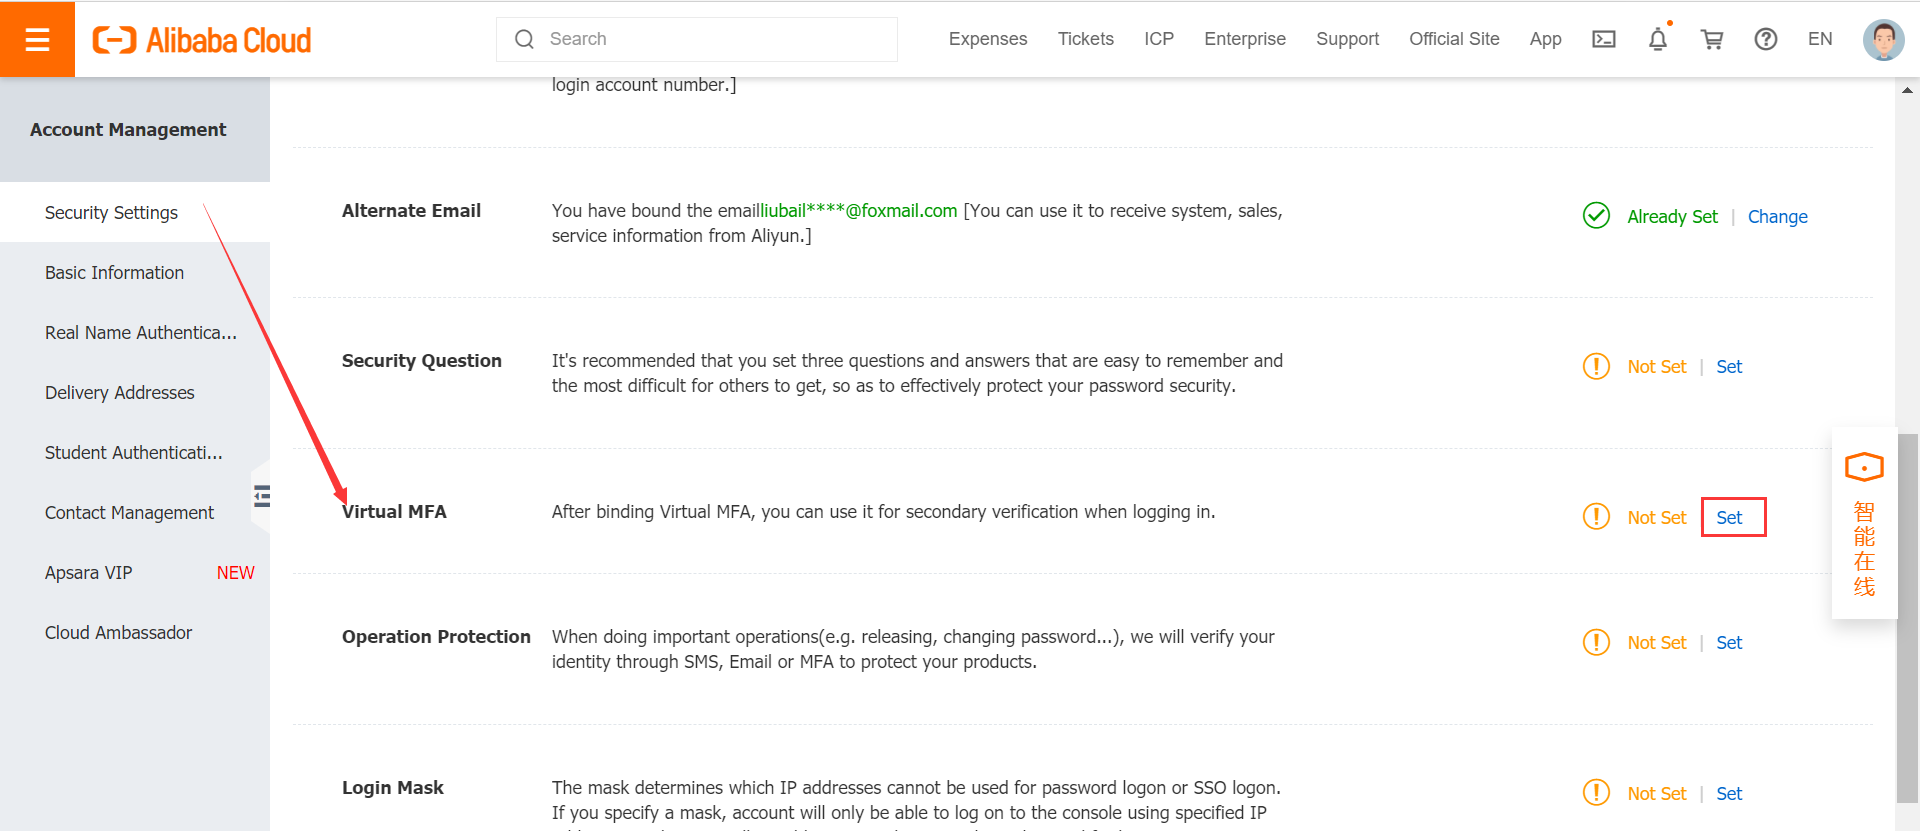 Alibaba Cloud
Search
Expenses Tickets ICP Enterprise Support Official Site App EN
Account Management
Security Settings
Basic Information
Real Name Authentica...
Delivery Addresses
Student Authenticati...
Contact Management
Apsara VIP NEW
Cloud Ambassador
login account number.]
Alternate Email
You have bound the emailliubail****@foxmail.com [You can use it to receive system, sales,
service information from Aliyun.]
Already Set | Change
Security Question
It's recommended that you set three questions and answers that are easy to remember and
the most difficult for others to get, so as to effectively protect your password security.
Not Set | Set
Virtual MFA
After binding Virtual MFA, you can use it for secondary verification when logging in.
Not Set Set
Operation Protection
When doing important operations(e.g. releasing, changing password...), we will verify your
identity through SMS, Email or MFA to protect your products.
Not Set | Set
Login Mask
The mask determines which IP addresses cannot be used for password logon or SSO logon.
If you specify a mask, account will only be able to log on to the console using specified IP
Not Set | Set
智能在线